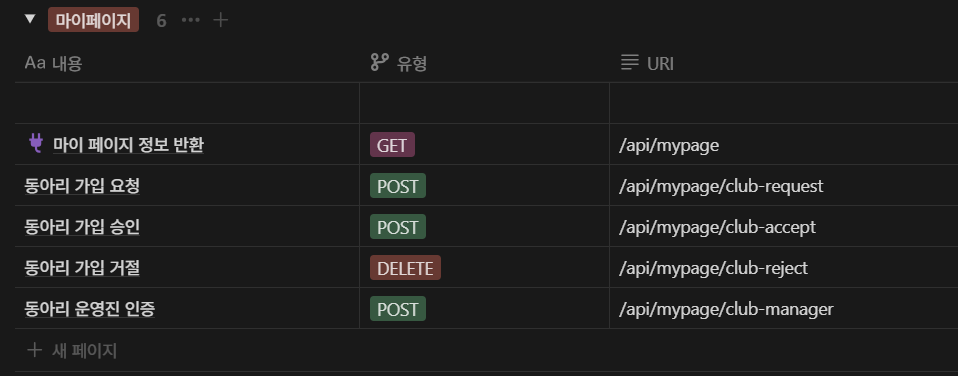 마이페이지 6
Aa 내용 유형 URI
마이 페이지 정보 반환 GET /api/mypage
동아리 가입 요청 POST /api/mypage/club-request
동아리 가입 승인 POST /api/mypage/club-accept
동아리 가입 거절 DELETE /api/mypage/club-reject
동아리 운영진 인증 POST /api/mypage/club-manager
새 페이지